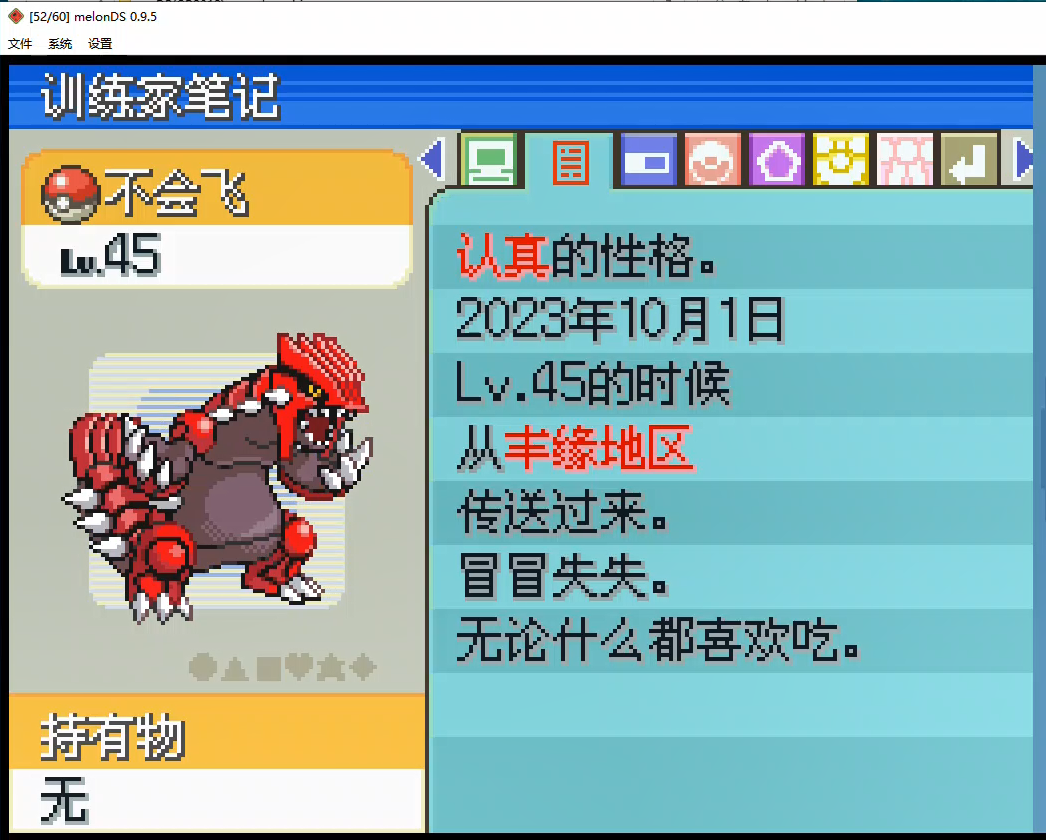 [52/60] melonDS 0.9.5
文件 系统 设置
训练家笔记
不会飞
Lv.45
认真的性格。
2023年10月1日
Lv.45的时候
从丰缘地区
传送过来。
冒冒失失。
无论什么都喜欢吃。
持有物
无